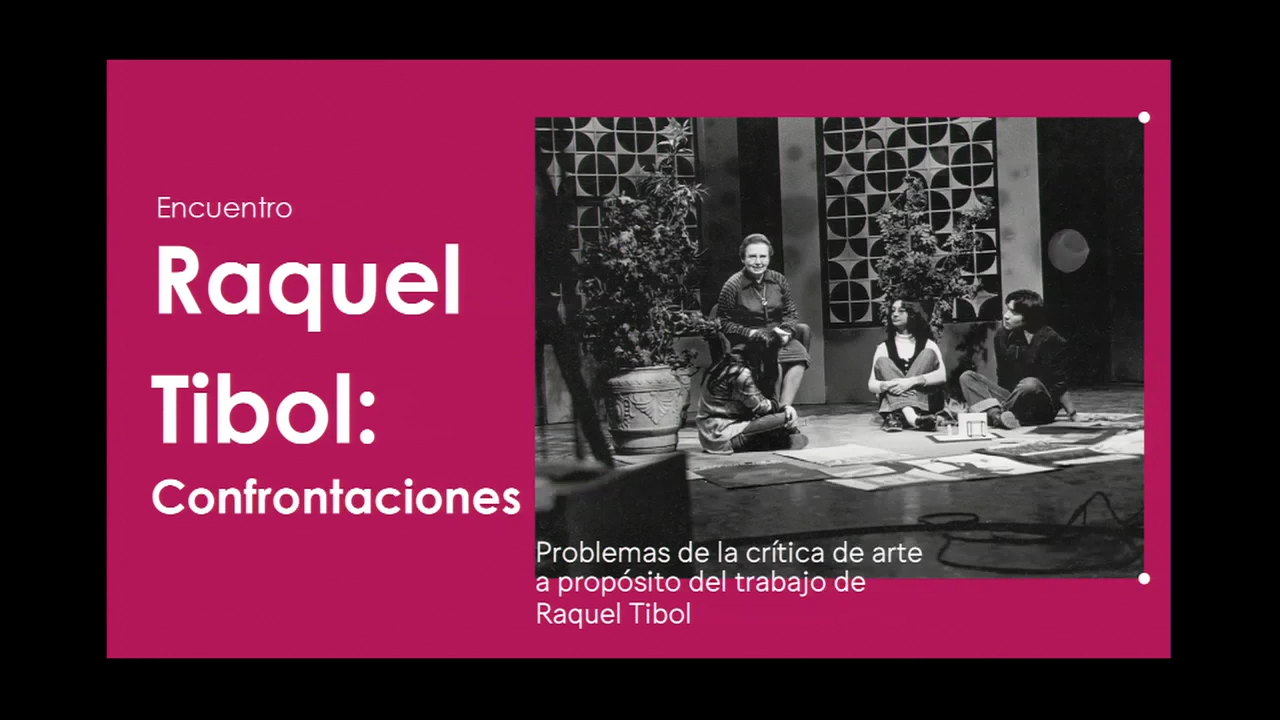 Encuentro
Raquel
Tibol:
Confrontaciones
Problemas de la crítica de arte
a propósito del trabajo de
Raquel Tibol